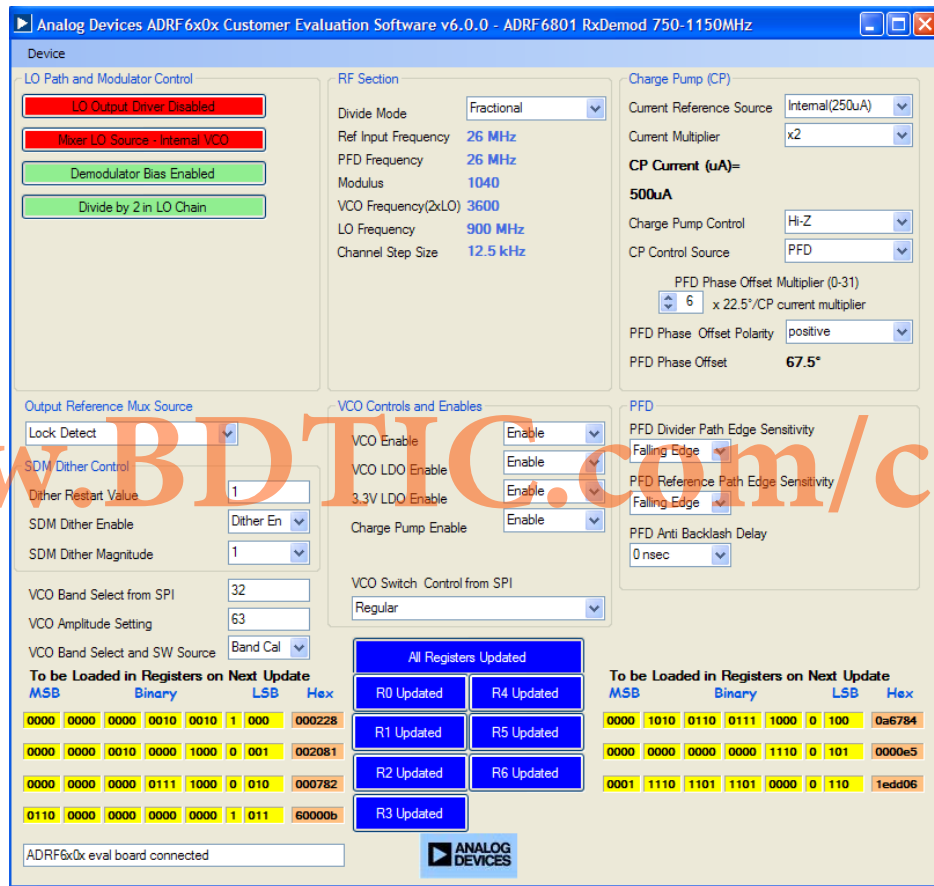 Analog Devices ADRF6x0x Customer Evaluation Software v6.0.0 - ADRF6801 RxDemod 750-1150MHz
Device
LO Path and Modulator Control
LO Output Driver Disabled
Mixer LO Source - Internal VCO
Demodulator Bias Enabled
Divide by 2 in LO Chain
RF Section
Divide Mode Fractional
Ref Input Frequency 26 MHz
PFD Frequency 26 MHz
Modulus 1040
VCO Frequency(2xLO) 3600
LO Frequency 900 MHz
Channel Step Size 12.5 kHz
Charge Pump (CP)
Current Reference Source Internal(250uA)
Current Multiplier x2
CP Current (uA)=
500uA
Charge Pump Control Hi-Z
CP Control Source PFD
PFD Phase Offset Multiplier (0-31)
6 x 22.5°/CP current multiplier
PFD Phase Offset Polarity positive
PFD Phase Offset 67.5°
Output Reference Mux Source
Lock Detect
SDM Dither Control
Dither Restart Value 1
SDM Dither Enable Dither En
SDM Dither Magnitude 1
VCO Band Select from SPI 32
VCO Amplitude Setting 63
VCO Band Select and SW Source Band Cal
VCO Controls and Enables
VCO Enable Enable
VCO LDO Enable Enable
3.3V LDO Enable Enable
Charge Pump Enable Enable
VCO Switch Control from SPI
Regular
PFD
PFD Divider Path Edge Sensitivity
Falling Edge
PFD Reference Path Edge
Sensitivity
Falling Edge
PFD Anti Backlash Delay
0 nsec
w.BDTIC.com/c
To be Loaded in Registers on Next Update
MSB Binary LSB Hex
0000 0000 0000 0010 0010 1 000 000228
0000 0000 0010 0000 1000 0 001 002081
0000 0000 0000 0111 1000 0 010 000782
0110 0000 0000 0000 0000 1 011 60000b
All Registers Updated
R0 Updated R4 Updated
R1 Updated R5 Updated
R2 Updated R6 Updated
R3 Updated
To be Loaded in Registers on Next Update
MSB Binary LSB Hex
0000 1010 0110 0111 1000 0 100 0a6784
0000 0000 0000 0000 1110 0 101 0000e5
0001 1110 1101 1101 0000 0 110 1edd06
ADRF6x0x eval board connected
ANALOG
DEVICES